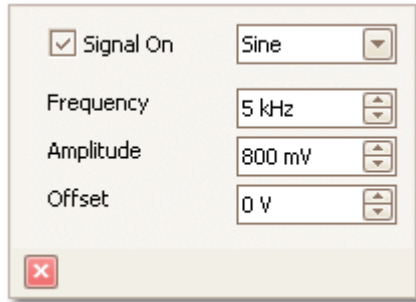 Signal On Sine
Frequency 5 kHz
Amplitude 800 mV
Offset 0 V